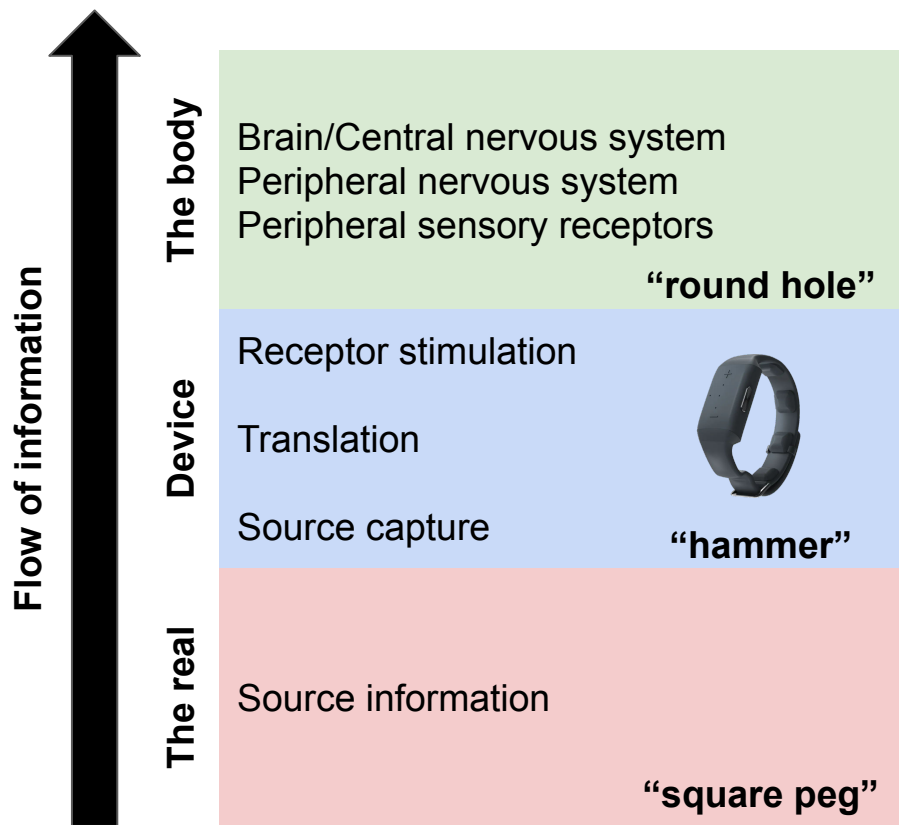 Flow of information
The body
Brain/Central nervous system
Peripheral nervous system
Peripheral sensory receptors
“round hole”
Device
Receptor stimulation
Translation
Source capture
“hammer”
The real
Source information
“square peg”